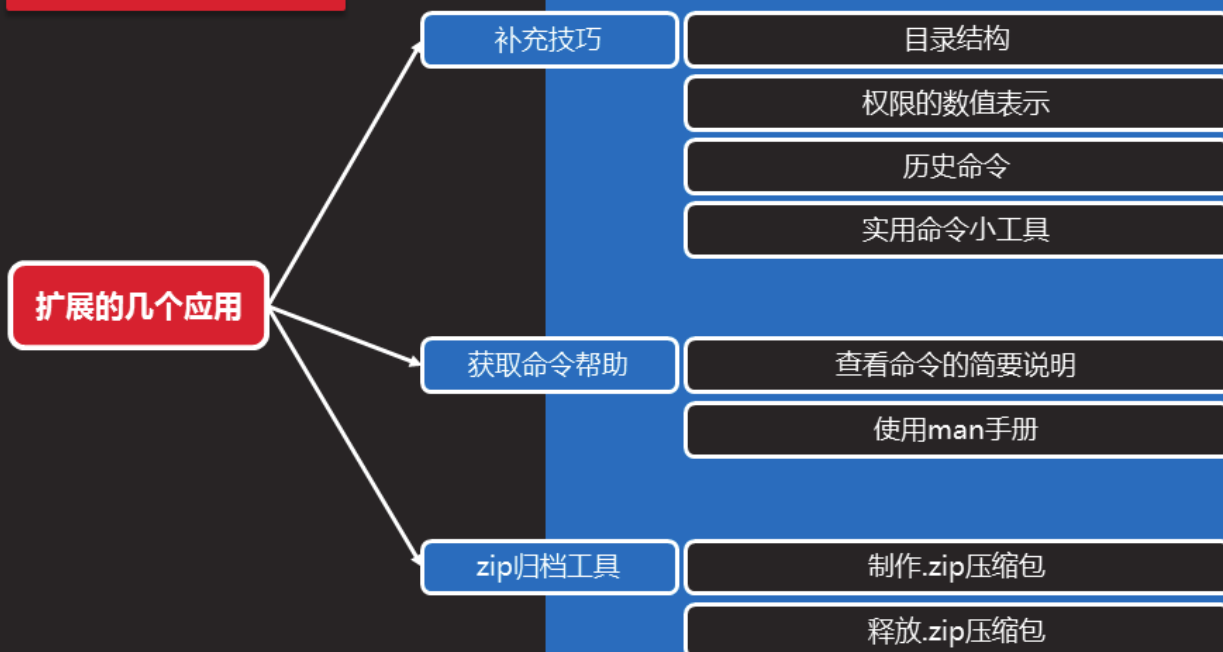 补充技巧
目录结构
权限的数值表示
历史命令
实用命令小工具
扩展的几个应用
获取命令帮助
查看命令的简要说明
使用man手册
zip归档工具
制作.zip压缩包
释放.zip压缩包